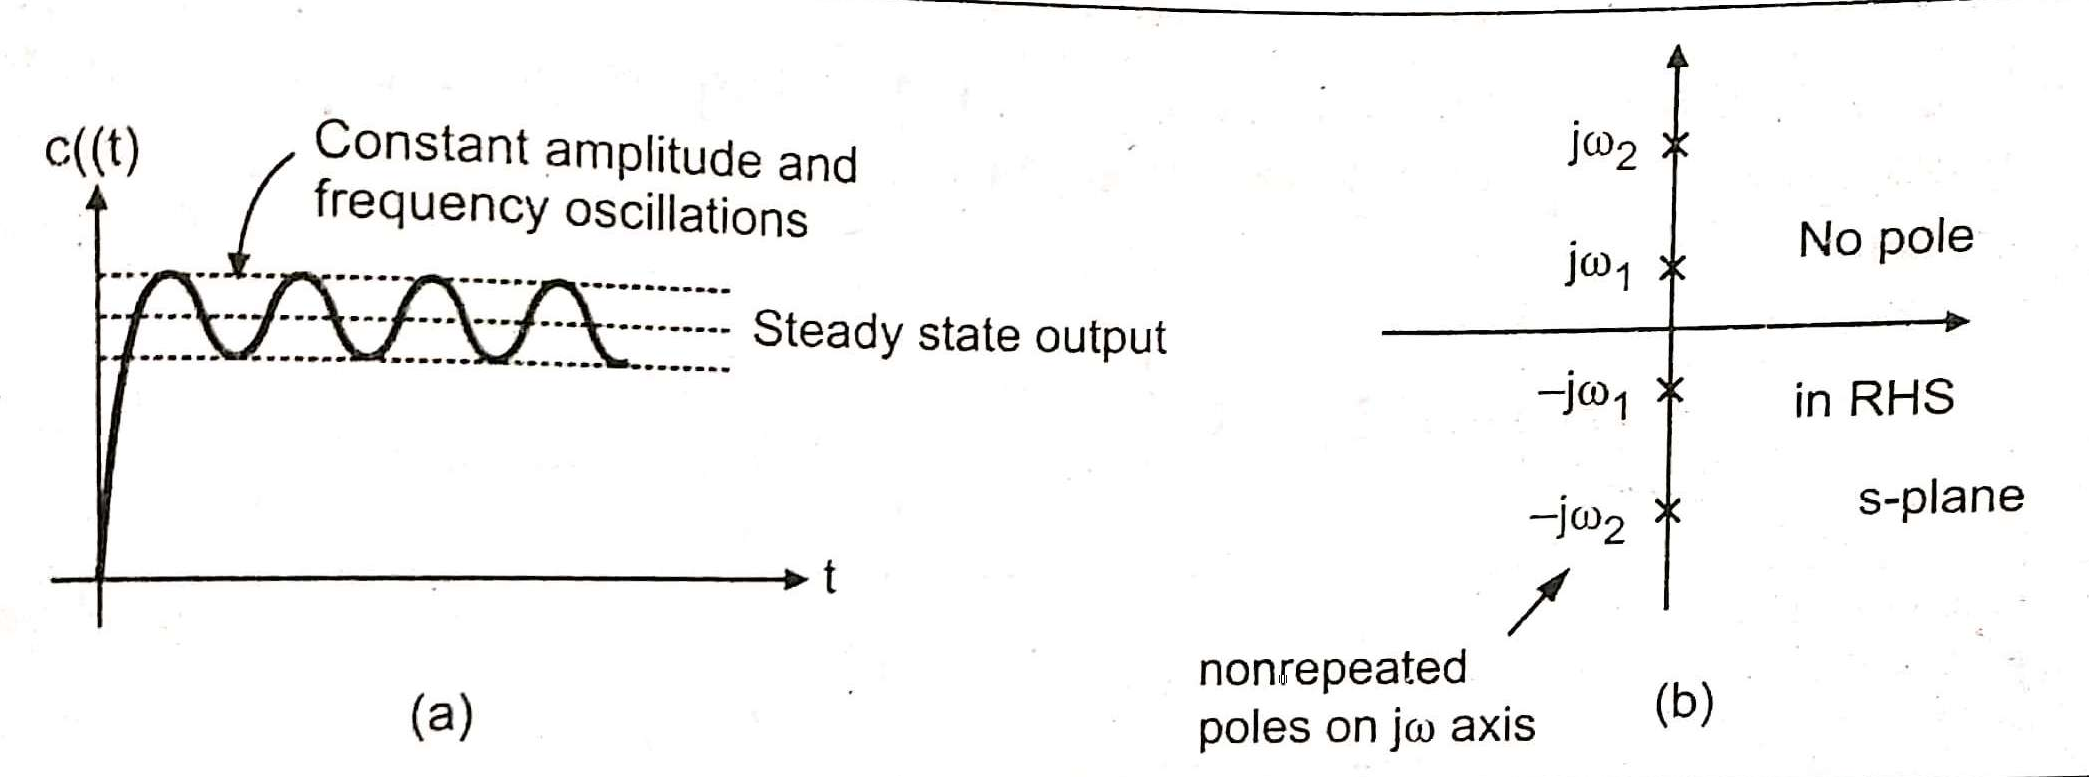 c((t)
Constant amplitude and
frequency oscillations
Steady state output
t
(a)
jω2
jω1
−jω1
−jω2
No pole
in RHS
s-plane
nonrepeated
poles on jω axis
(b)